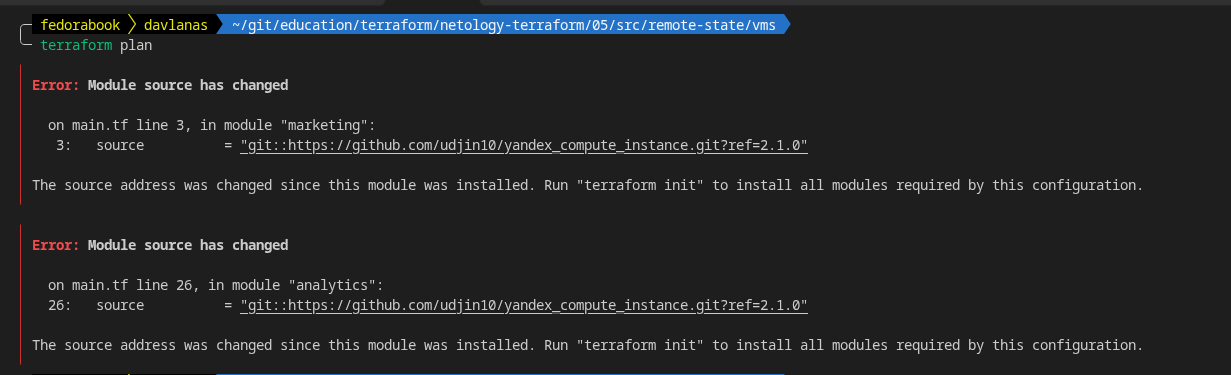 fedorabook davlanas ~/git/education/terraform/netology-terraform/05/src/remote-state/vms
terraform plan
Error: Module source has changed
on main.tf line 3, in module "marketing":
3: source = "git::https://github.com/udjin10/yandex_compute_instance.git?ref=2.1.0"
The source address was changed since this module was installed. Run "terraform init" to install all modules required by this configuration.
Error: Module source has changed
on main.tf line 26, in module "analytics":
26: source = "git::https://github.com/udjin10/yandex_compute_instance.git?ref=2.1.0"
The source address was changed since this module was installed. Run "terraform init" to install all modules required by this configuration.